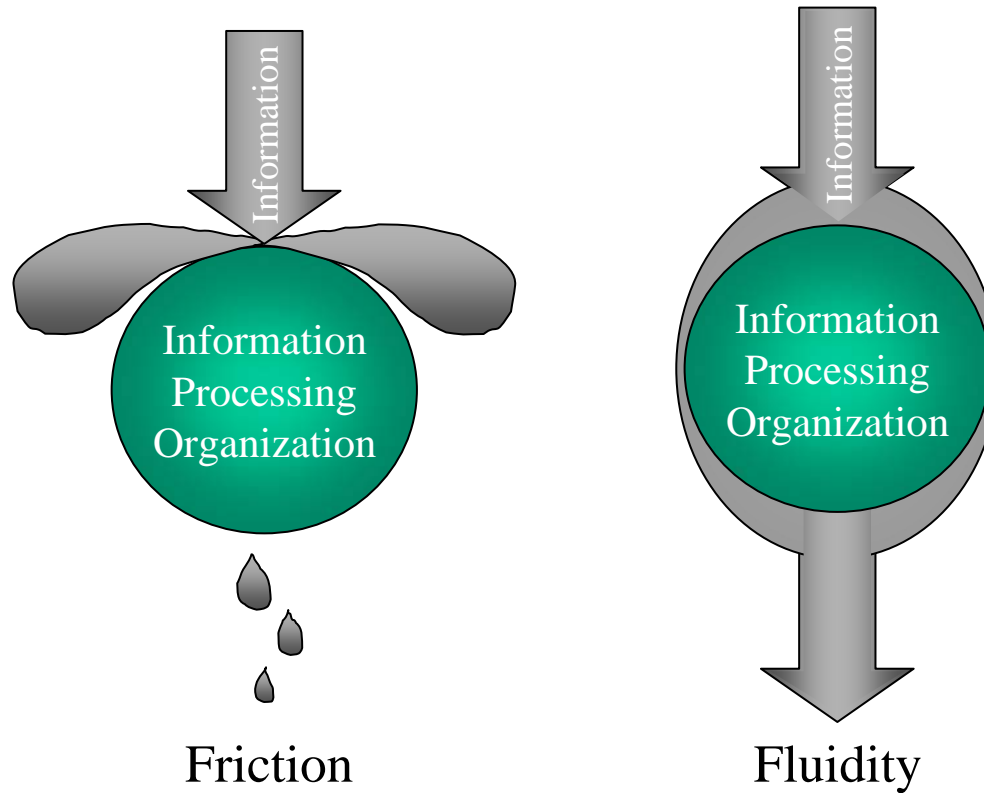 Information
Information
Processing
Organization
Friction
Information
Information
Processing
Organization
Fluidity